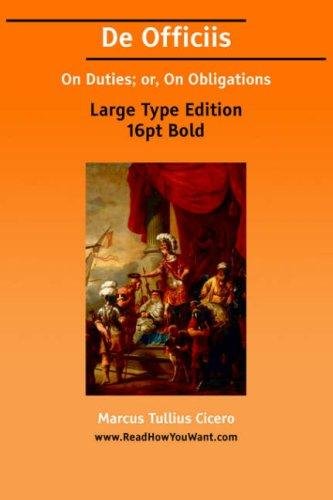 De Officiis
On Duties; or, On Obligations
Large Type Edition
16pt Bold
Marcus Tullius Cicero
www.ReadHowYouWant.com